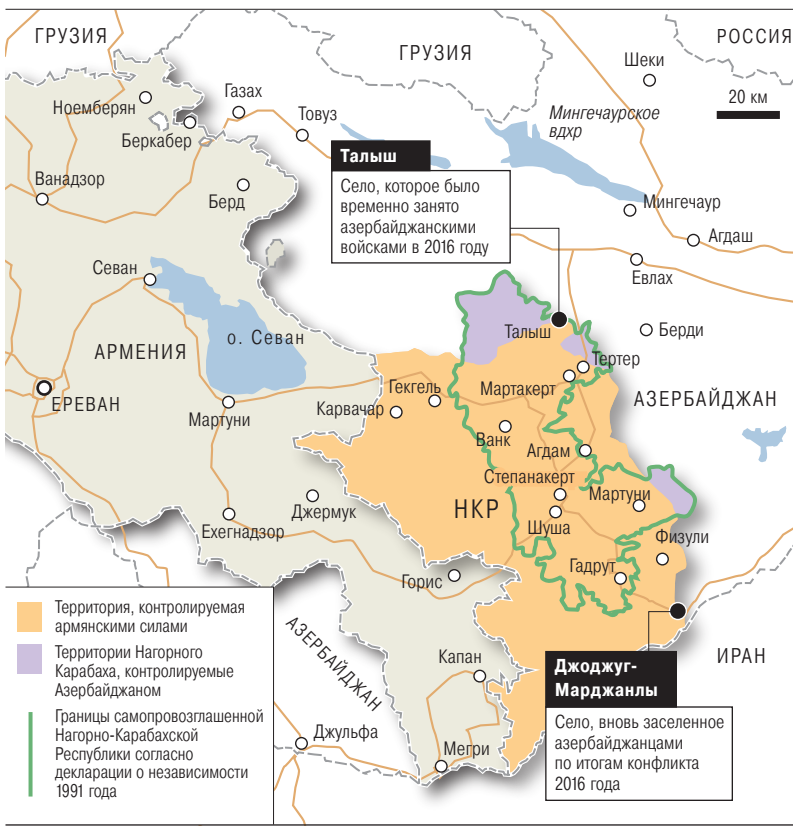 ГРУЗИЯ
ГРУЗИЯ
РОССИЯ
Шеки
20 км
Ноемберян
Газах
Товуз
Мингечаурское
вдхр
Беркабер
Талыш
Село, которое было
временно занято
азербайджанскими
войсками в 2016 году
Ванадзор
Берд
Мингечаур
Агдаш
Евлах
Севан
о. Севан
Талыш
Берди
АРМЕНИЯ
Тертер
ЕРЕВАН
Гекгель
Мартакерт
АЗЕРБАЙДЖАН
Карвачар
Мартуни
Ванк
Агдам
Степанакерт
Мартуни
Джермук
НКР
Шуша
Ехегнадзор
Физули
Горис
Гадрут
Территория, контролируемая
армянскими силами
Территории Нагорного
Карабаха, контролируемые
Азербайджаном
Границы самопровозглашенной
Нагорно-Карабахской
Республики согласно
декларации о независимости
1991 года
АЗЕРБАЙДЖАН
Капан
ИРАН
Джоджуг-
Марджанлы
Село, вновь заселенное
азербайджанцами
по итогам конфликта
2016 года
Джульфа
Мегри